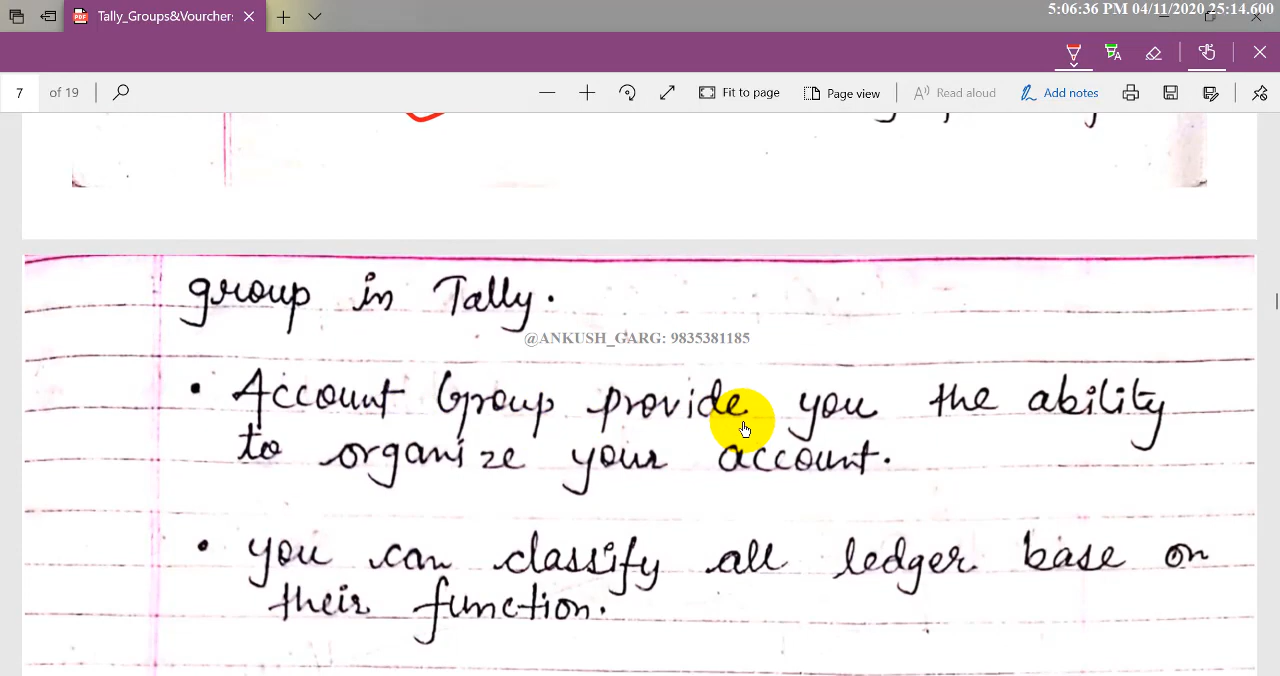 5:06:36 PM 04/11/2020 25:14.600
Tally_Groups&Vourchers
7 of 19 Fit to page Page view Read aloud Add notes
group in Tally.
@ANKUSH_GARG: 9835381185
• Account Group provide you the ability
to organize your account.
• you can classify all ledger base on
their function.